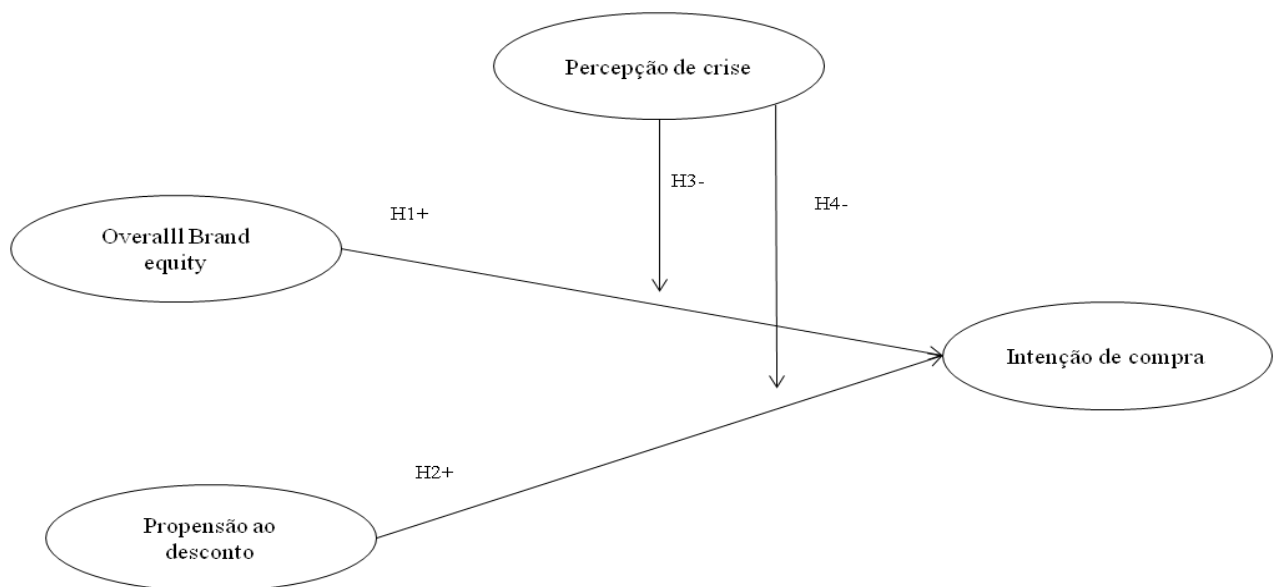 Percepção de crise
H3-
H4-
H1+
Overalll Brand
equity
Intenção de compra
H2+
Propensão ao
desconto